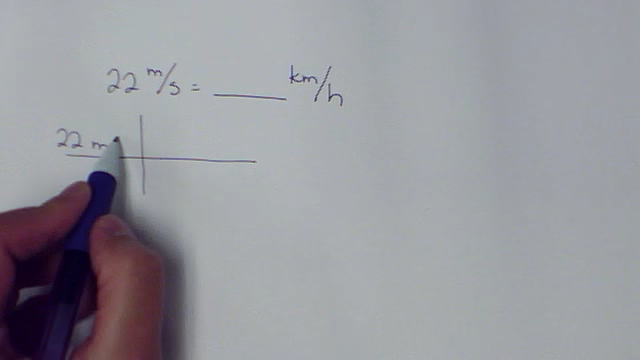 22 m/s = ____ km/h
22 m